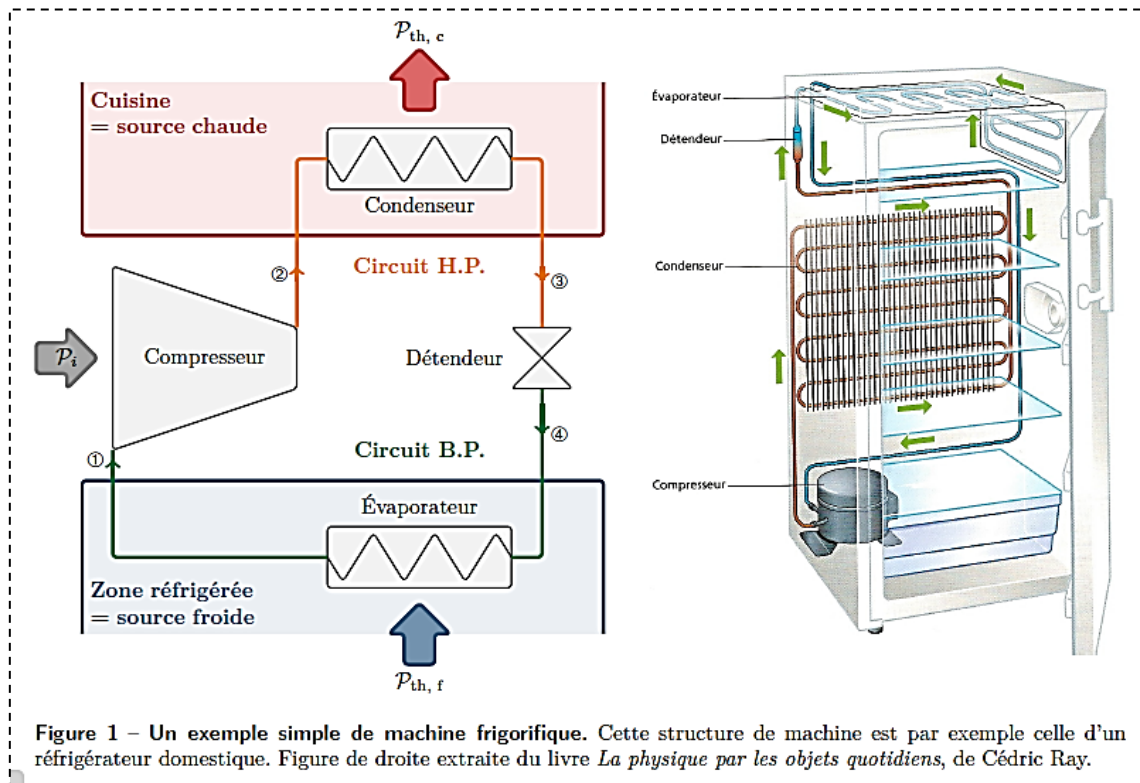 𝒫th, c
Cuisine
= source chaude
Condenseur
②
Circuit H.P.
③
𝒫i
Compresseur
Détendeur
①
Circuit B.P.
④
Évaporateur
Zone réfrigérée
= source froide
𝒫th, f
Évaporateur
Détendeur
Condenseur
Compresseur
Figure 1 – Un exemple simple de machine frigorifique. Cette structure de machine est par exemple celle d'un
réfrigérateur domestique. Figure de droite extraite du livre La physique par les objets quotidiens, de Cédric Ray.